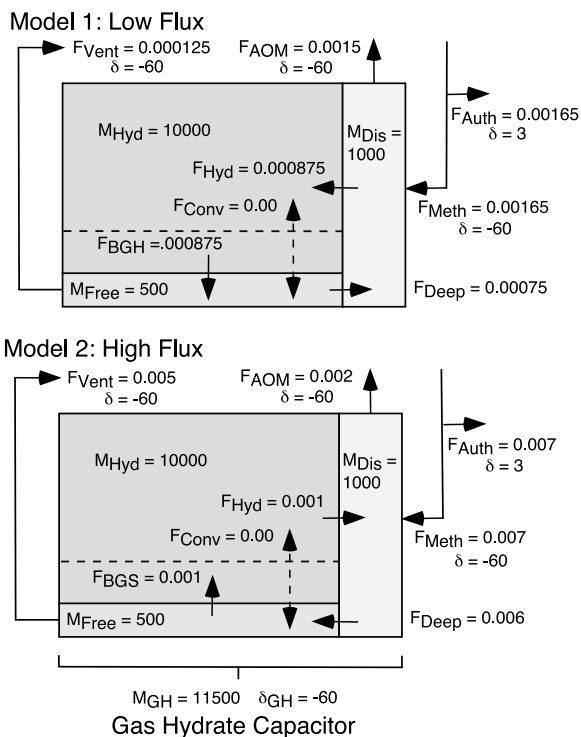 Model 1: Low Flux
F_Vent = 0.000125
δ = -60
F_AOM = 0.0015
δ = -60
F_Auth = 0.00165
δ = 3
M_Hyd = 10000
M_Dis =
1000
F_Hyd = 0.000875
F_Conv = 0.00
F_Meth = 0.00165
δ = -60
F_BGH =.000875
M_Free = 500
F_Deep = 0.00075
Model 2: High Flux
F_Vent = 0.005
δ = -60
F_AOM = 0.002
δ = -60
F_Auth = 0.007
δ = 3
M_Hyd = 10000
M_Dis =
1000
F_Hyd = 0.001
F_Conv = 0.00
F_Meth = 0.007
δ = -60
F_BGS = 0.001
M_Free = 500
F_Deep = 0.006
M_GH = 11500 δ_GH = -60
Gas Hydrate Capacitor